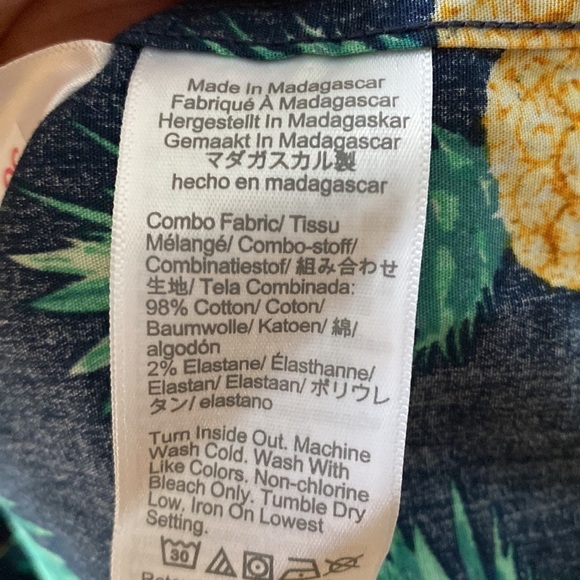 Made In Madagascar
Fabriqué À Madagascar
Hergestellt In Madagaskar
Gemaakt In Madagascar
マダガスカル製
hecho en madagascar
Combo Fabric/ Tissu
Mélangé/ Combo-stoff/
Combinatiestof/ 組み合わせ
生地/ Tela Combinada:
98% Cotton/ Coton/
Baumwolle/ Katoen/ 綿/
algodón
2% Elastane/ Élasthanne/
Elastan/ Elastaan/ ポリウレ
タン/ elastano
Turn Inside Out. Machine
Wash Cold. Wash With
Like Colors. Non-chlorine
Bleach Only. Tumble Dry
Low. Iron On Lowest
Setting.
30